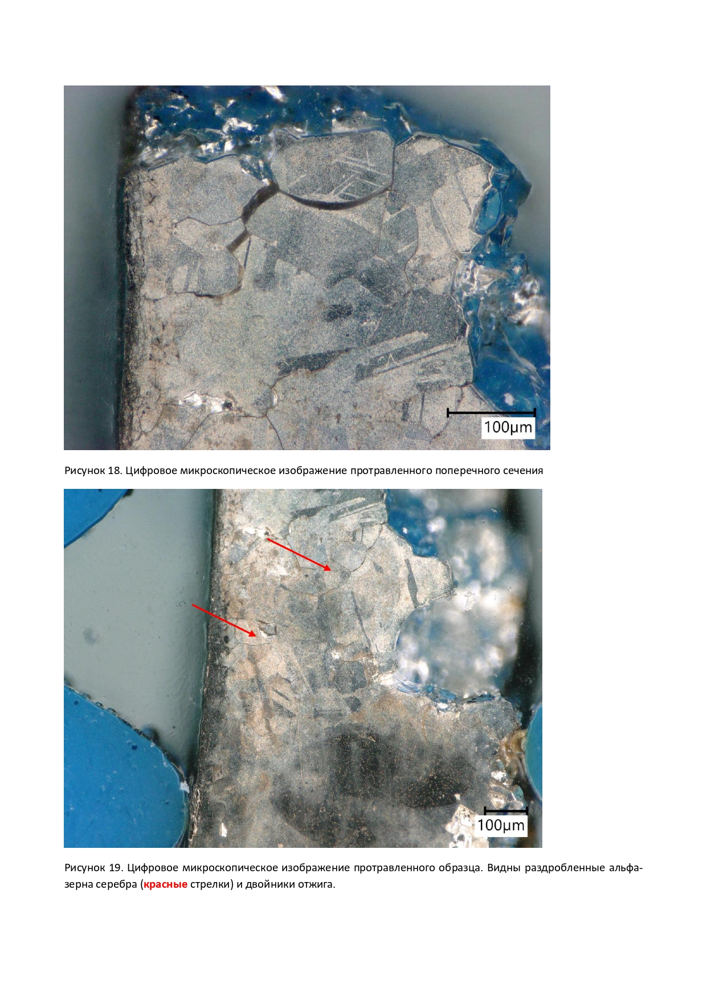 100µm
Рисунок 18. Цифровое микроскопическое изображение протравленного поперечного сечения
100µm
Рисунок 19. Цифровое микроскопическое изображение протравленного образца. Видны раздробленные альфа-
зерна серебра (красные стрелки) и двойники отжига.